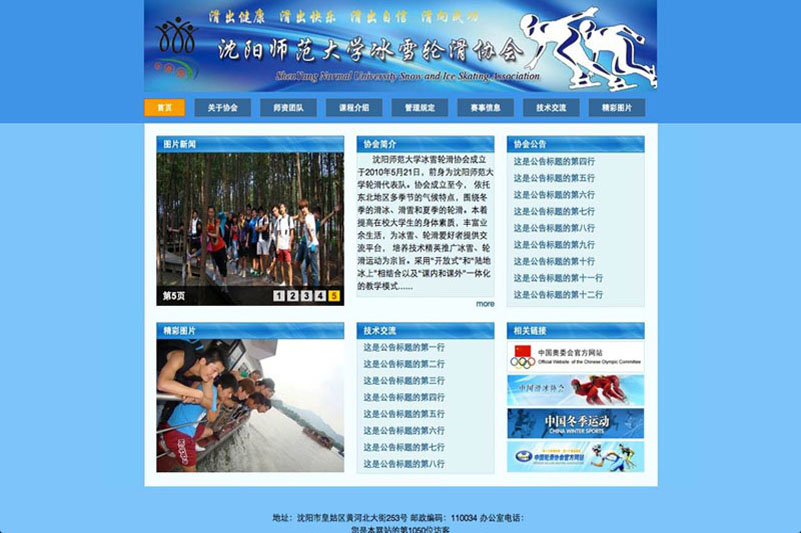 滑出健康 滑出快乐 滑出自信 滑向成功
沈阳师范大学冰雪轮滑协会
ShenYang Normal University Snow and Ice Skating Association
首页 关于协会 师资团队 课程介绍 管理规定 赛事信息 技术交流 精彩图片
图片新闻
第5页 1 2 3 4 5
协会简介
沈阳师范大学冰雪轮滑协会成立
于2010年5月21日，前身为沈阳师范大
学轮滑代表队。协会成立至今， 依托
东北地区多季节的气候特点，围绕冬
季的滑冰、滑雪和夏季的轮滑。本着
提高在校大学生的身体素质，丰富业
余生活，为冰雪、轮滑爱好者提供交
流平台， 培养技术精英推广冰雪、轮
滑运动为宗旨。采用“开放式”和“陆地
冰上”相结合以及“课内和课外”一体化
的教学模式......
more
协会公告
这是公告标题的第四行
这是公告标题的第五行
这是公告标题的第六行
这是公告标题的第七行
这是公告标题的第八行
这是公告标题的第九行
这是公告标题的第十行
这是公告标题的第十一行
这是公告标题的第十二行
精彩图片
技术交流
这是公告标题的第一行
这是公告标题的第二行
这是公告标题的第三行
这是公告标题的第四行
这是公告标题的第五行
这是公告标题的第六行
这是公告标题的第七行
这是公告标题的第八行
相关链接
中国奥委会官方网站
Official Website of the Chinese Olympic Committee
中国滑冰协会
中国冬季运动
CHINA WINTER SPORTS
中国轮滑协会官方网站
地址：沈阳市皇姑区黄河北大街253号 邮政编码：110034 办公室电话：
您是本网站的第1050位访客